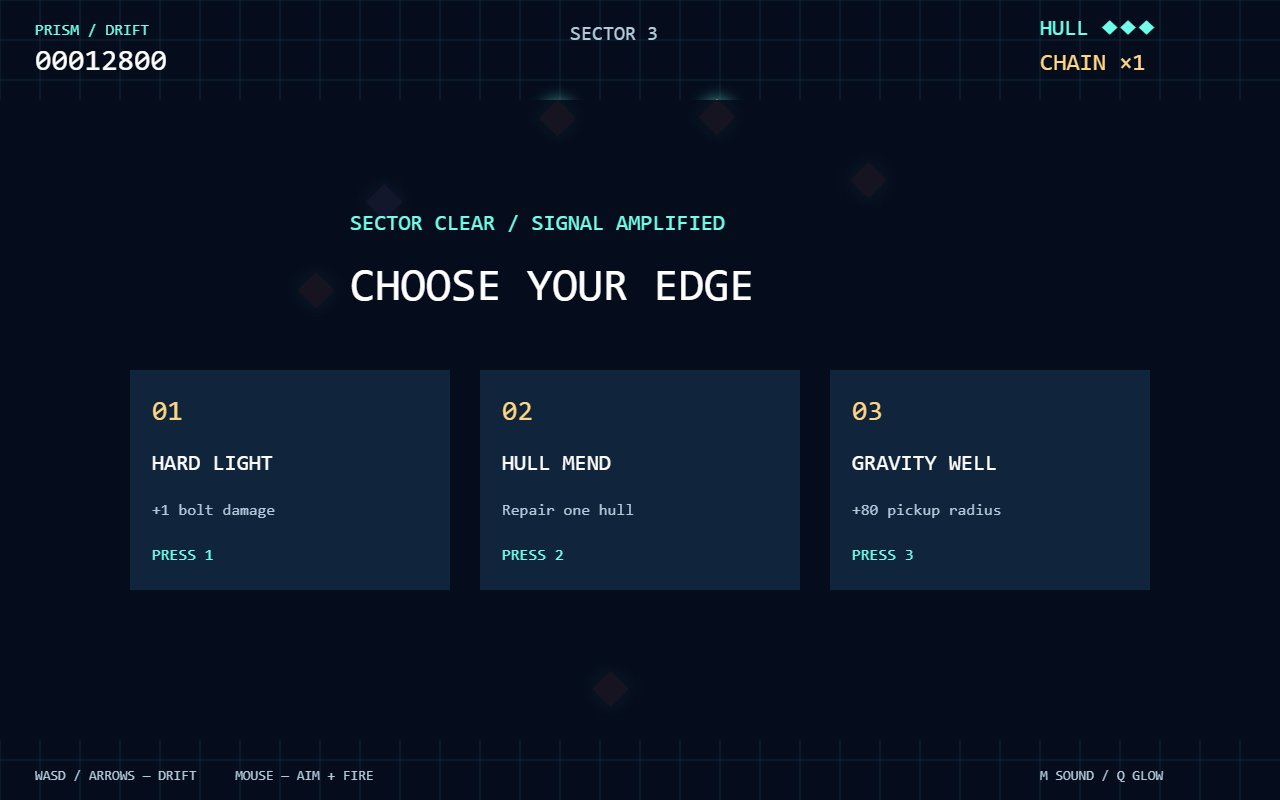 PRISM / DRIFT
00012800
SECTOR 3
HULL ◆◆◆
CHAIN ×1
SECTOR CLEAR / SIGNAL AMPLIFIED
CHOOSE YOUR EDGE
01
HARD LIGHT
+1 bolt damage
PRESS 1
02
HULL MEND
Repair one hull
PRESS 2
03
GRAVITY WELL
+80 pickup radius
PRESS 3
WASD / ARROWS — DRIFT
MOUSE — AIM + FIRE
M SOUND / Q GLOW